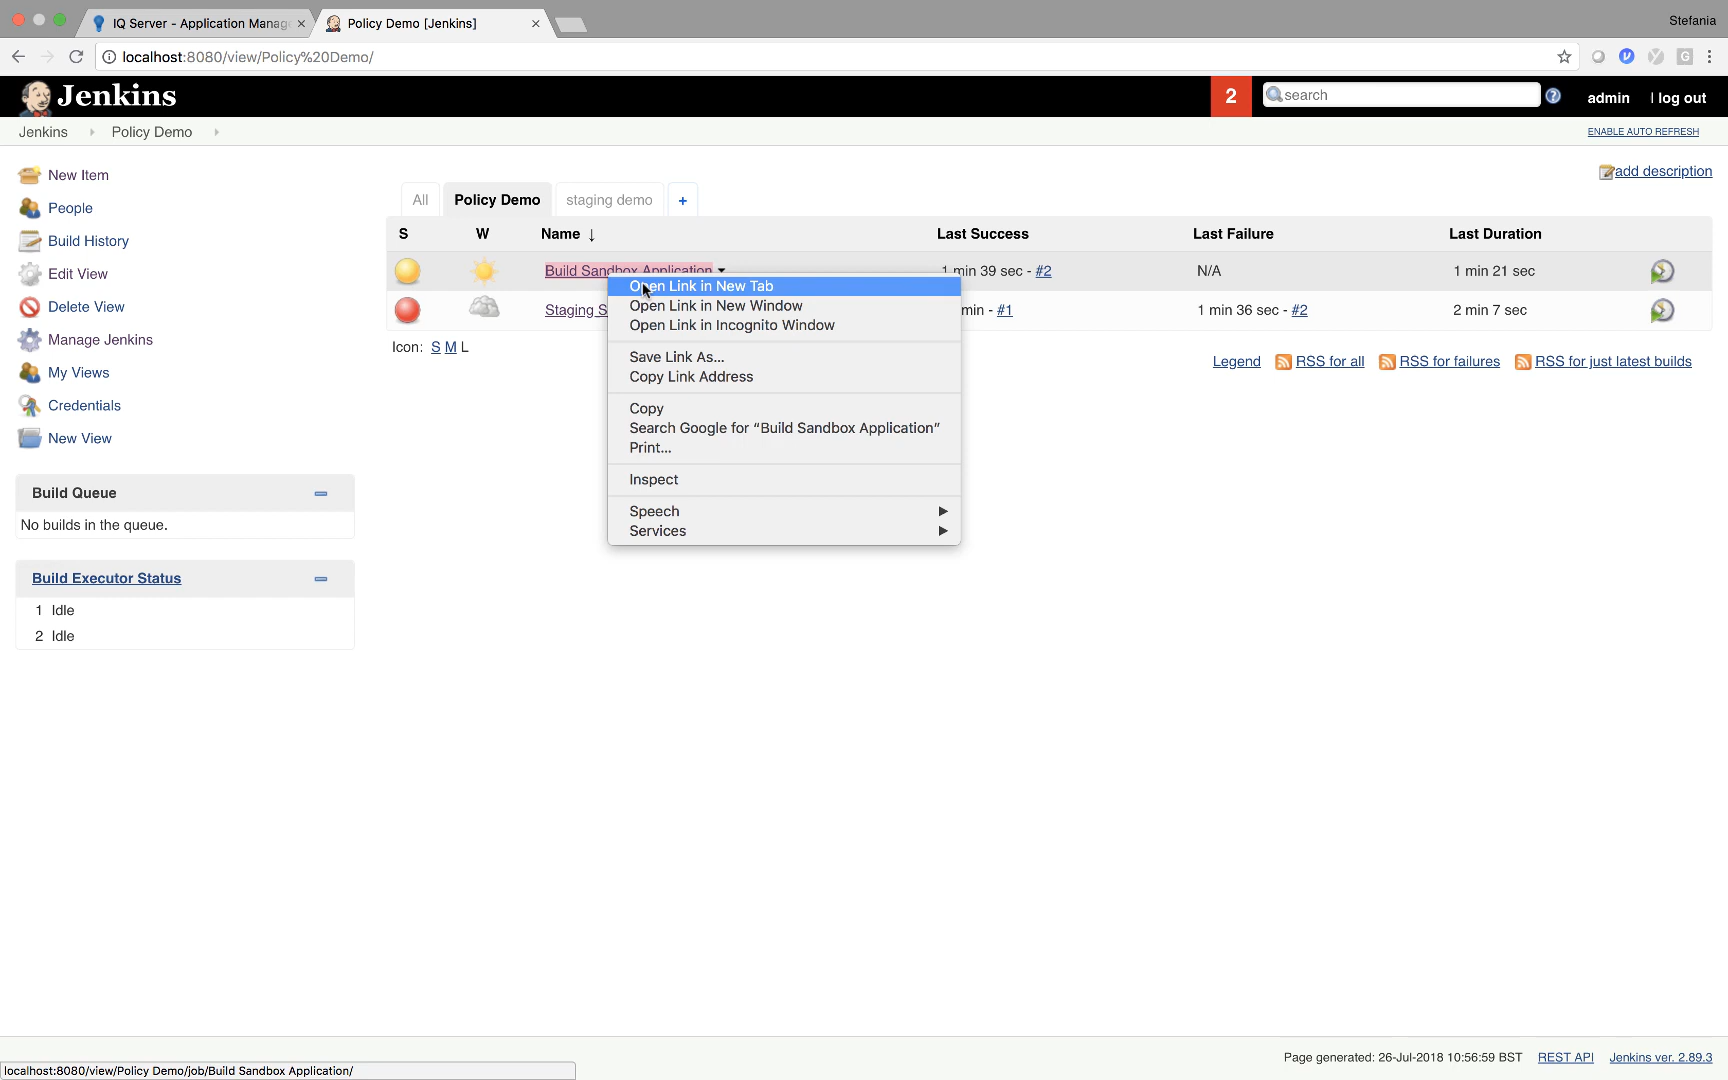 IQ Server - Application Manag
Policy Demo [Jenkins]
Stefania
localhost:8080/view/Policy%20Demo/
Jenkins
2
search
admin
| log out
Jenkins
Policy Demo
ENABLE AUTO REFRESH
New Item
People
Build History
Edit View
Delete View
Manage Jenkins
My Views
Credentials
New View
Build Queue
No builds in the queue.
Build Executor Status
1 Idle
2 Idle
add description
All
Policy Demo
staging demo
+
S W Name ↓ Last Success Last Failure Last Duration
Build Sandbox Application 1 min 39 sec - #2 N/A 1 min 21 sec
Staging S min - #1 1 min 36 sec - #2 2 min 7 sec
Icon: S M L
Legend RSS for all RSS for failures RSS for just latest builds
Open Link in New Tab
Open Link in New Window
Open Link in Incognito Window
Save Link As...
Copy Link Address
Copy
Search Google for “Build Sandbox Application”
Print...
Inspect
Speech
Services
Page generated: 26-Jul-2018 10:56:59 BST REST API Jenkins ver. 2.89.3
localhost:8080/view/Policy Demo/job/Build Sandbox Application/